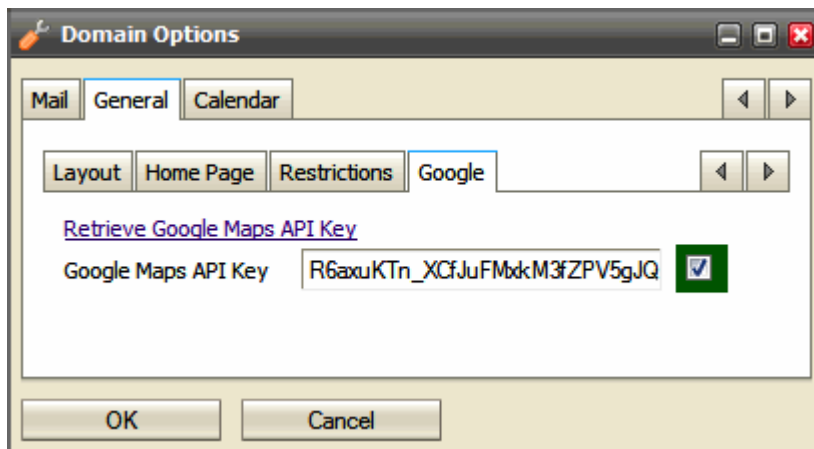 Domain Options
Mail General Calendar
Layout Home Page Restrictions Google
Retrieve Google Maps API Key
Google Maps API Key R6axuKTn_XCfJuFMxkM3fZPV5gJQ
OK Cancel